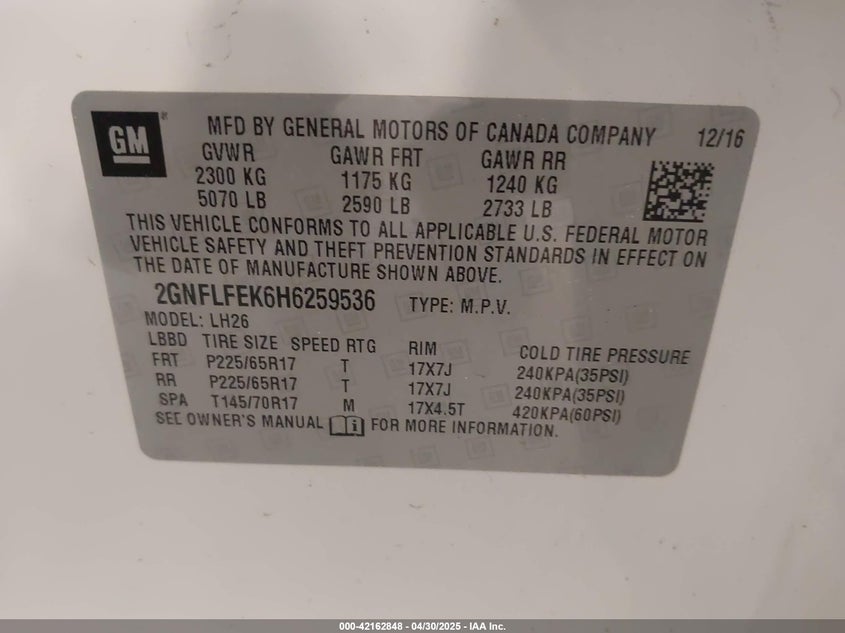 GM MFD BY GENERAL MOTORS OF CANADA COMPANY 12/16
GVWR GAWR FRT GAWR RR
2300 KG 1175 KG 1240 KG
5070 LB 2590 LB 2733 LB
THIS VEHICLE CONFORMS TO ALL APPLICABLE U.S. FEDERAL MOTOR
VEHICLE SAFETY AND THEFT PREVENTION STANDARDS IN EFFECT ON
THE DATE OF MANUFACTURE SHOWN ABOVE.
2GNFLFEK6H6259536 TYPE: M.P.V.
MODEL: LH26
LBBD TIRE SIZE SPEED RTG RIM COLD TIRE PRESSURE
FRT P225/65R17 T 17X7J 240KPA(35PSI)
RR P225/65R17 T 17X7J 240KPA(35PSI)
SPA T145/70R17 M 17X4.5T 420KPA(60PSI)
SEE OWNER'S MANUAL i FOR MORE INFORMATION.
000-42162848 - 04/30/2025 - IAA Inc.